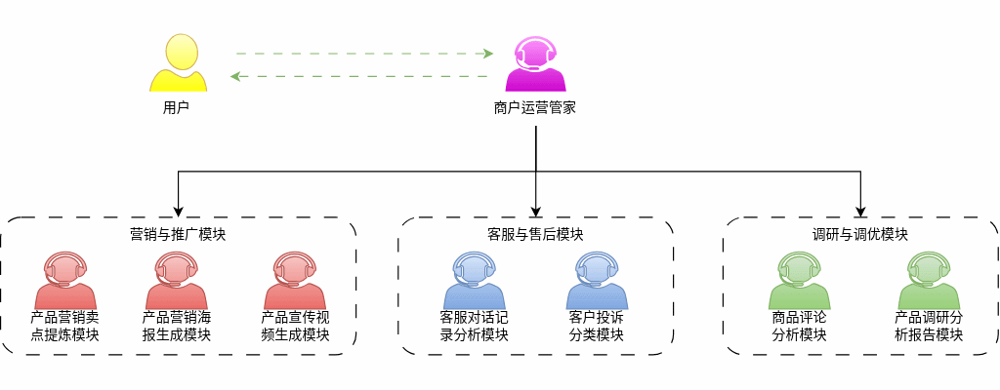 用户
商户运营管家
营销与推广模块
产品营销卖
点提炼模块
产品营销海
报生成模块
产品宣传视
频生成模块
客服与售后模块
客服对话记
录分析模块
客户投诉
分类模块
调研与调优模块
商品评论
分析模块
产品调研分
析报告模块